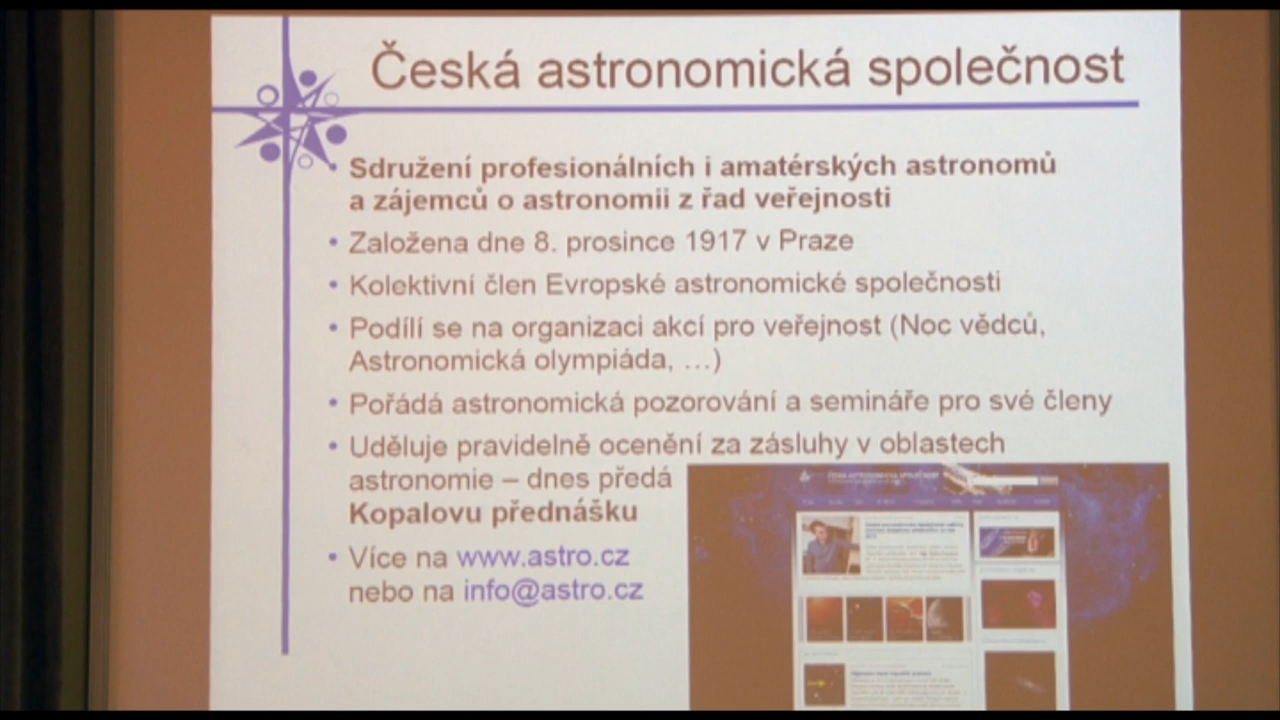 Česká astronomická společnost
• Sdružení profesionálních i amatérských astronomů
a zájemců o astronomii z řad veřejnosti
• Založena dne 8. prosince 1917 v Praze
• Kolektivní člen Evropské astronomické společnosti
• Podílí se na organizaci akcí pro veřejnost (Noc vědců,
Astronomická olympiáda, …)
• Pořádá astronomická pozorování a semináře pro své členy
• Uděluje pravidelně ocenění za zásluhy v oblastech
astronomie – dnes předá
Kopalovu přednášku
• Více na www.astro.cz
nebo na info@astro.cz
ČESKÁ ASTRONOMICKÁ SPOLEČNOST